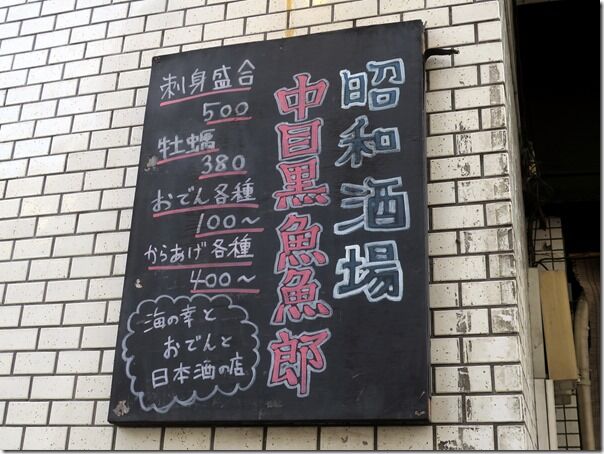 昭和酒場
中目黒魚魚郎
刺身盛合
500
牡蠣
380
おでん各種
100～
からあげ各種
400～
海の幸と
おでんと
日本酒の店